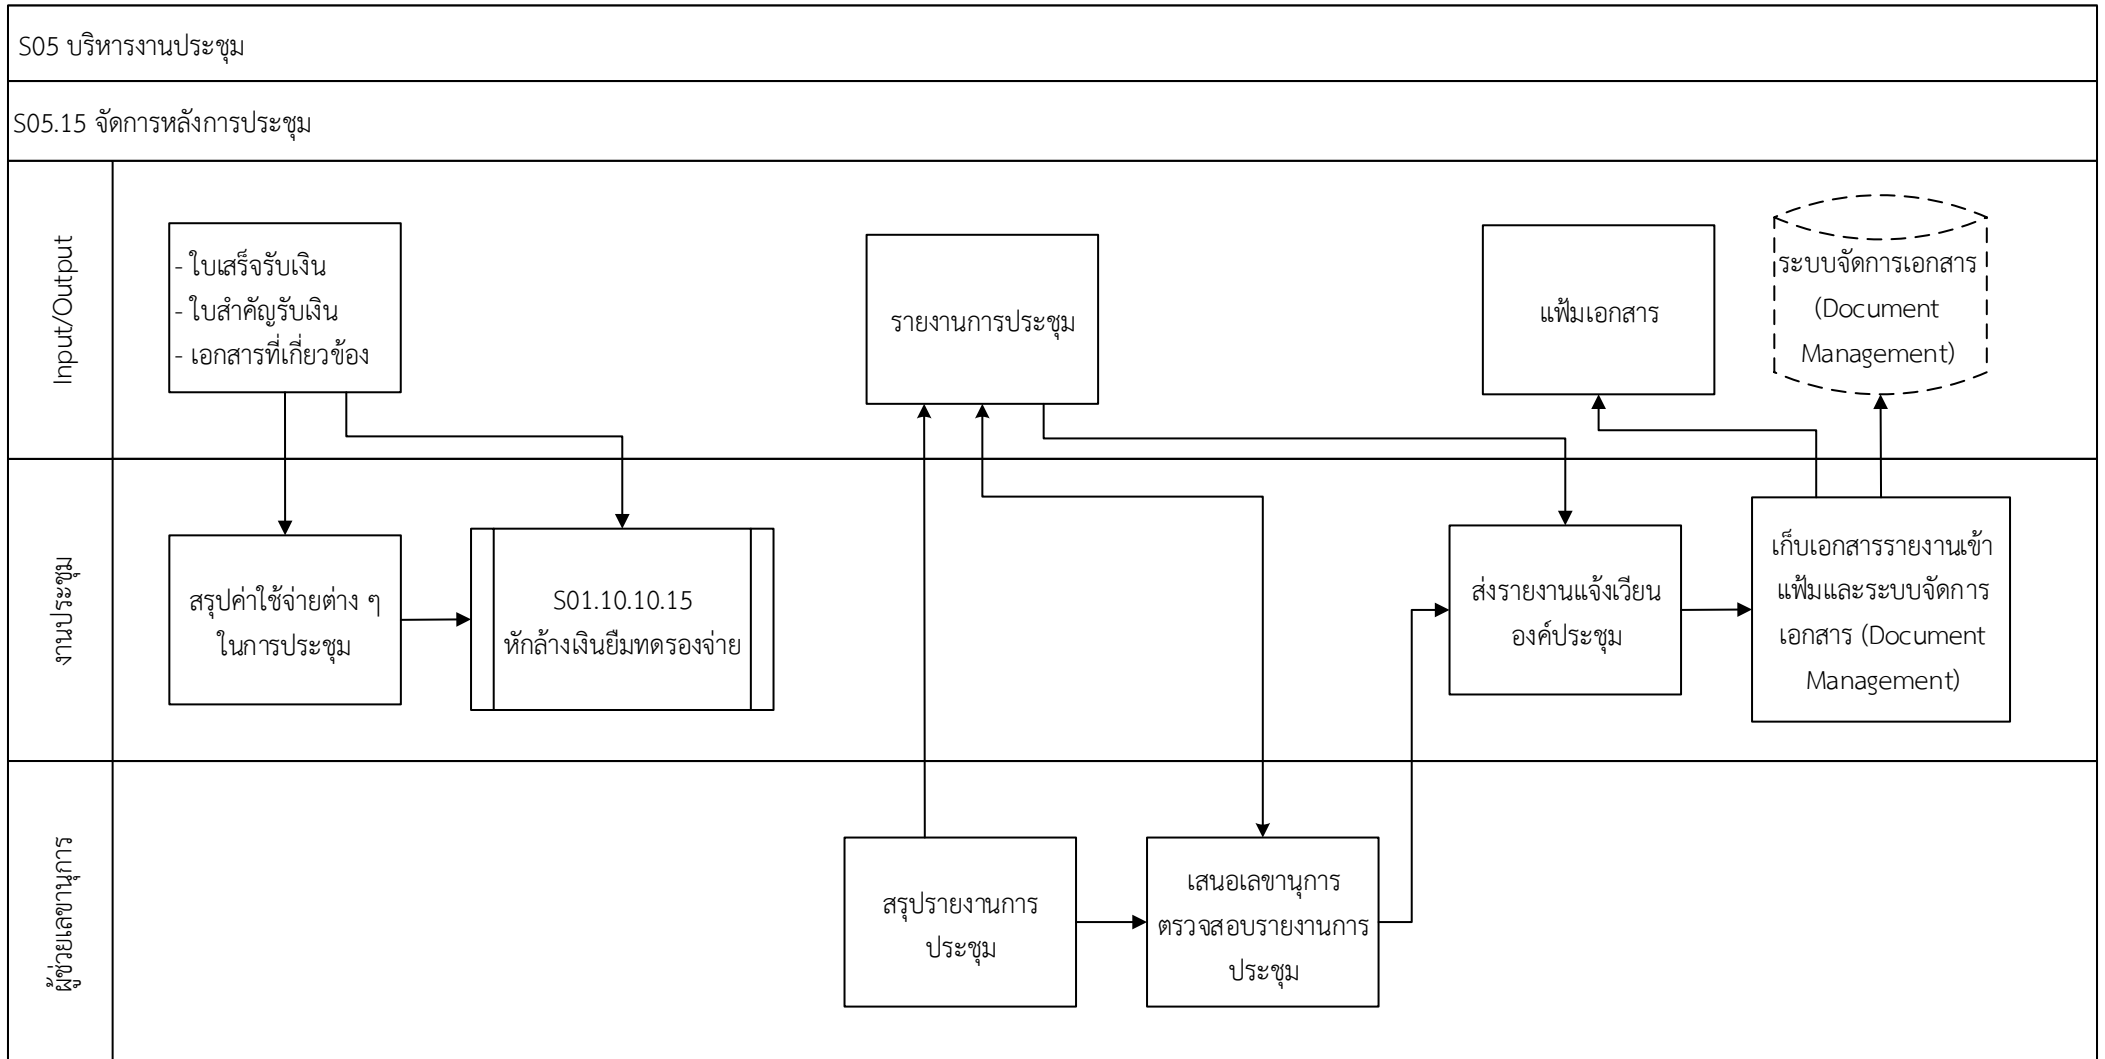 S05 บริหารงานประชุม
S05.15 จัดการหลังการประชุม
Input/Output
- ใบเสร็จรับเงิน
- ใบสำคัญรับเงิน
- เอกสารที่เกี่ยวข้อง
รายงานการประชุม
แฟ้มเอกสาร
ระบบจัดการเอกสาร
(Document
Management)
งานประชุม
สรุปค่าใช้จ่ายต่าง ๆ
ในการประชุม
S01.10.10.15
หักล้างเงินยืมทดรองจ่าย
ส่งรายงานแจ้งเวียน
องค์ประชุม
เก็บเอกสารรายงานเข้า
แฟ้มและระบบจัดการ
เอกสาร (Document
Management)
ผู้ช่วยเลขานุการ
สรุปรายงานการ
ประชุม
เสนอเลขานุการ
ตรวจสอบรายงานการ
ประชุม